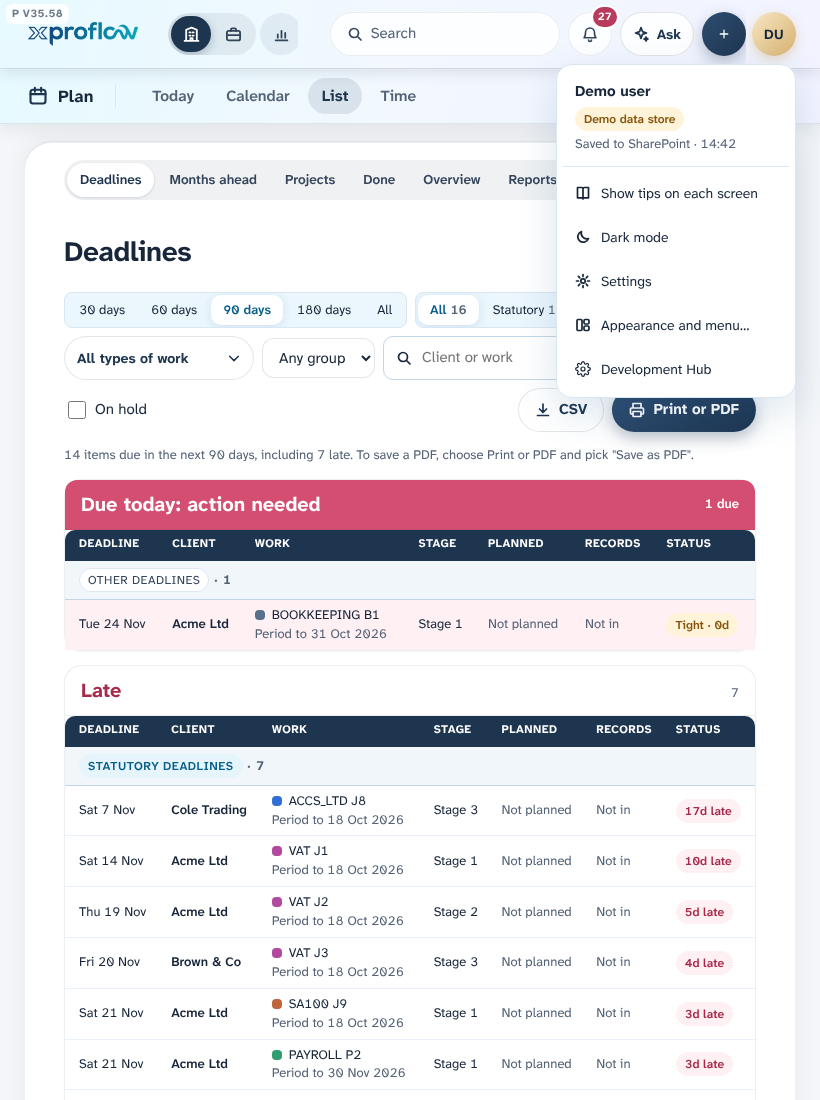 P V35.58
xproflow
Search
27
Ask
+
DU
Plan
Today
Calendar
List
Time
Demo user
Demo data store
Saved to SharePoint · 14:42
Show tips on each screen
Dark mode
Settings
Appearance and menu...
Development Hub
Deadlines
Months ahead
Projects
Done
Overview
Reports
Deadlines
30 days
60 days
90 days
180 days
All
All 16
Statutory 1
All types of work
Any group
Client or work
On hold
CSV
Print or PDF
14 items due in the next 90 days, including 7 late. To save a PDF, choose Print or PDF and pick "Save as PDF".
Due today: action needed
1 due
DEADLINE CLIENT WORK STAGE PLANNED RECORDS STATUS
OTHER DEADLINES · 1
Tue 24 Nov Acme Ltd BOOKKEEPING B1 Stage 1 Not planned Not in Tight · 0d
Period to 31 Oct 2026
Late
7
DEADLINE CLIENT WORK STAGE PLANNED RECORDS STATUS
STATUTORY DEADLINES · 7
Sat 7 Nov Cole Trading ACCS_LTD J8 Stage 3 Not planned Not in 17d late
Period to 18 Oct 2026
Sat 14 Nov Acme Ltd VAT J1 Stage 1 Not planned Not in 10d late
Period to 18 Oct 2026
Thu 19 Nov Acme Ltd VAT J2 Stage 2 Not planned Not in 5d late
Period to 18 Oct 2026
Fri 20 Nov Brown & Co VAT J3 Stage 3 Not planned Not in 4d late
Period to 18 Oct 2026
Sat 21 Nov Acme Ltd SA100 J9 Stage 1 Not planned Not in 3d late
Period to 18 Oct 2026
Sat 21 Nov Acme Ltd PAYROLL P2 Stage 1 Not planned Not in 3d late
Period to 30 Nov 2026